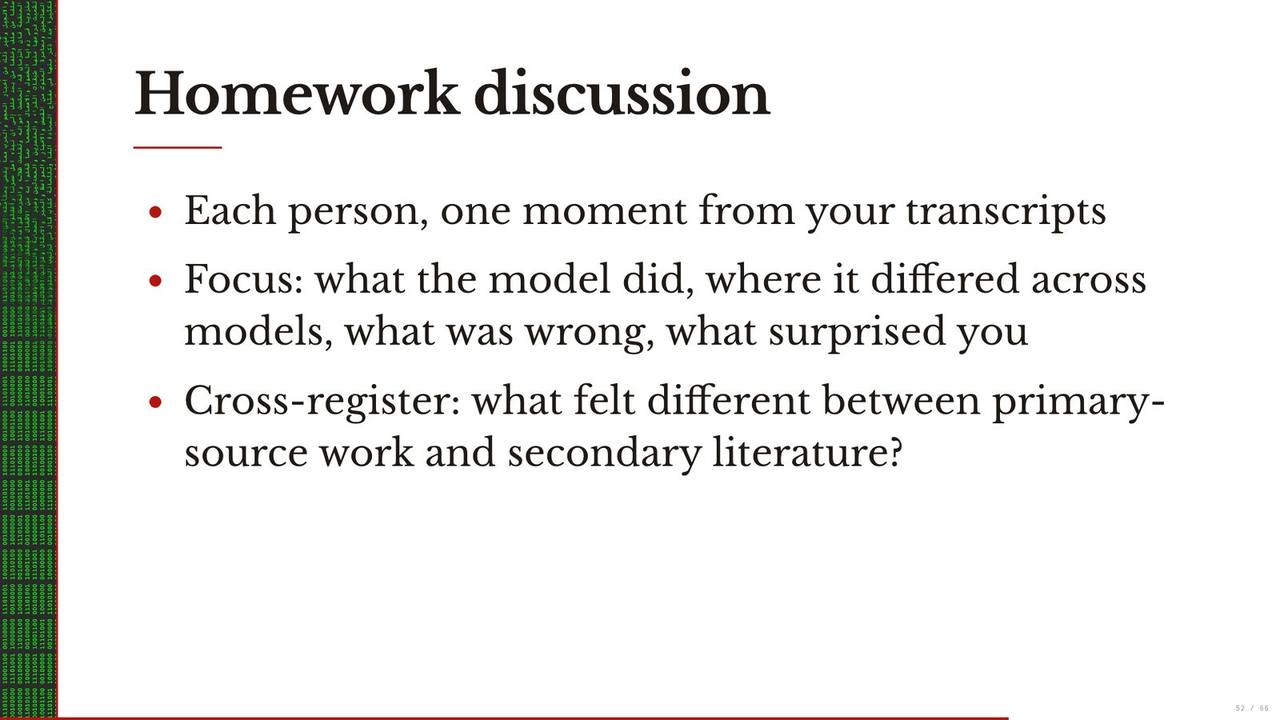 Homework discussion
Each person, one moment from your transcripts
Focus: what the model did, where it differed across
models, what was wrong, what surprised you
Cross-register: what felt different between primary-
source work and secondary literature?
52 / 66